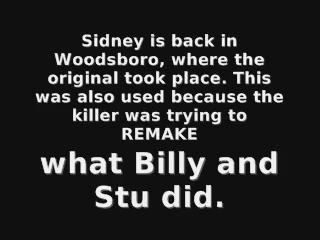 Sidney is back in
Woodsboro, where the
original took place. This
was also used because the
killer was trying to
REMAKE
what Billy and
Stu did.